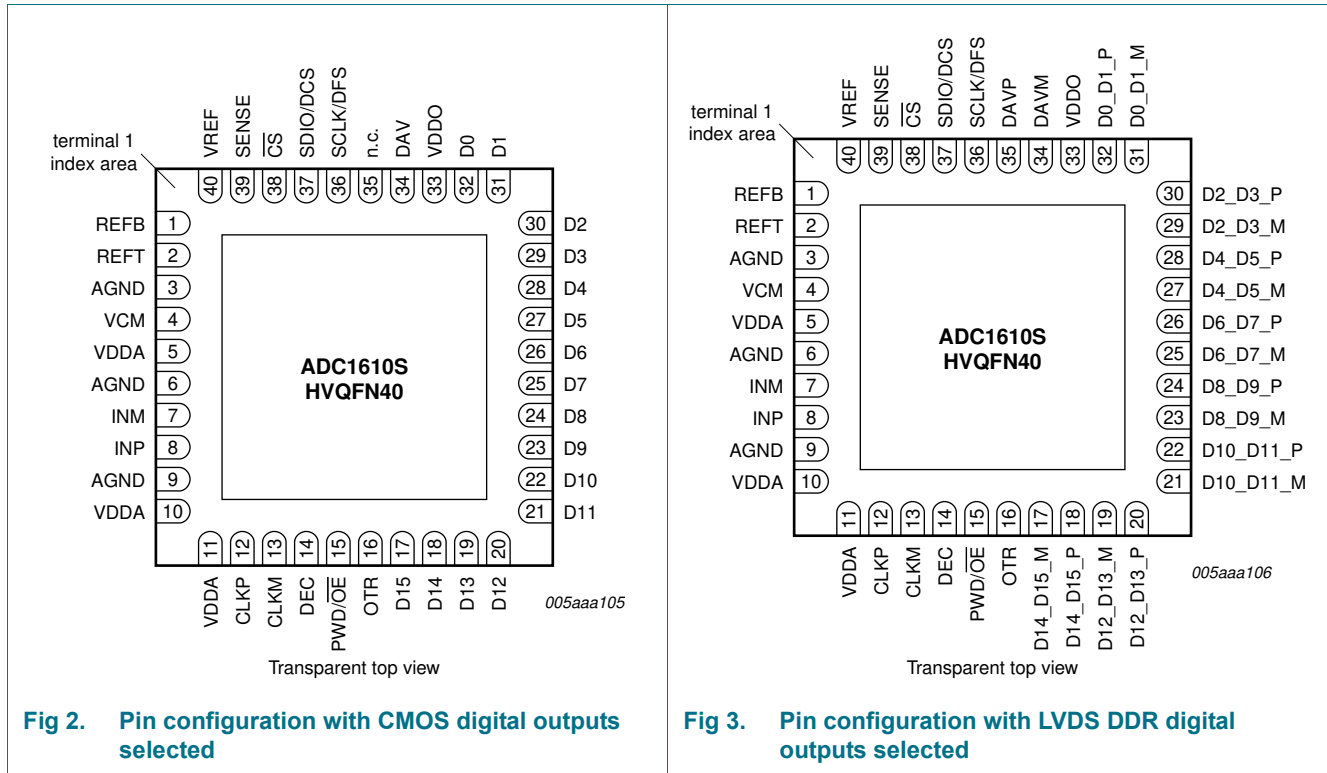 VREF
SENSE
C̅S̅
SDIO/DCS
SCLK/DFS
n.c.
DAV
VDDO
D0
D1
terminal 1
index area
40
39
38
37
36
35
34
33
32
31
REFB 1
REFT 2
AGND 3
VCM 4
VDDA 5
AGND 6
INM 7
INP 8
AGND 9
VDDA 10
ADC1610S
HVQFN40
30 D2
29 D3
28 D4
27 D5
26 D6
25 D7
24 D8
23 D9
22 D10
21 D11
11
12
13
14
15
16
17
18
19
20
VDDA
CLKP
CLKM
DEC
PWD/O̅E̅
OTR
D15
D14
D13
D12
005aaa105
Transparent top view
Fig 2. Pin configuration with CMOS digital outputs
selected
VREF
SENSE
C̅S̅
SDIO/DCS
SCLK/DFS
DAVP
DAVM
VDDO
D0_D1_P
D0_D1_M
terminal 1
index area
40
39
38
37
36
35
34
33
32
31
REFB 1
REFT 2
AGND 3
VCM 4
VDDA 5
AGND 6
INM 7
INP 8
AGND 9
VDDA 10
ADC1610S
HVQFN40
30 D2_D3_P
29 D2_D3_M
28 D4_D5_P
27 D4_D5_M
26 D6_D7_P
25 D6_D7_M
24 D8_D9_P
23 D8_D9_M
22 D10_D11_P
21 D10_D11_M
11
12
13
14
15
16
17
18
19
20
VDDA
CLKP
CLKM
DEC
PWD/O̅E̅
OTR
D14_D15_M
D14_D15_P
D12_D13_M
D12_D13_P
005aaa106
Transparent top view
Fig 3. Pin configuration with LVDS DDR digital
outputs selected